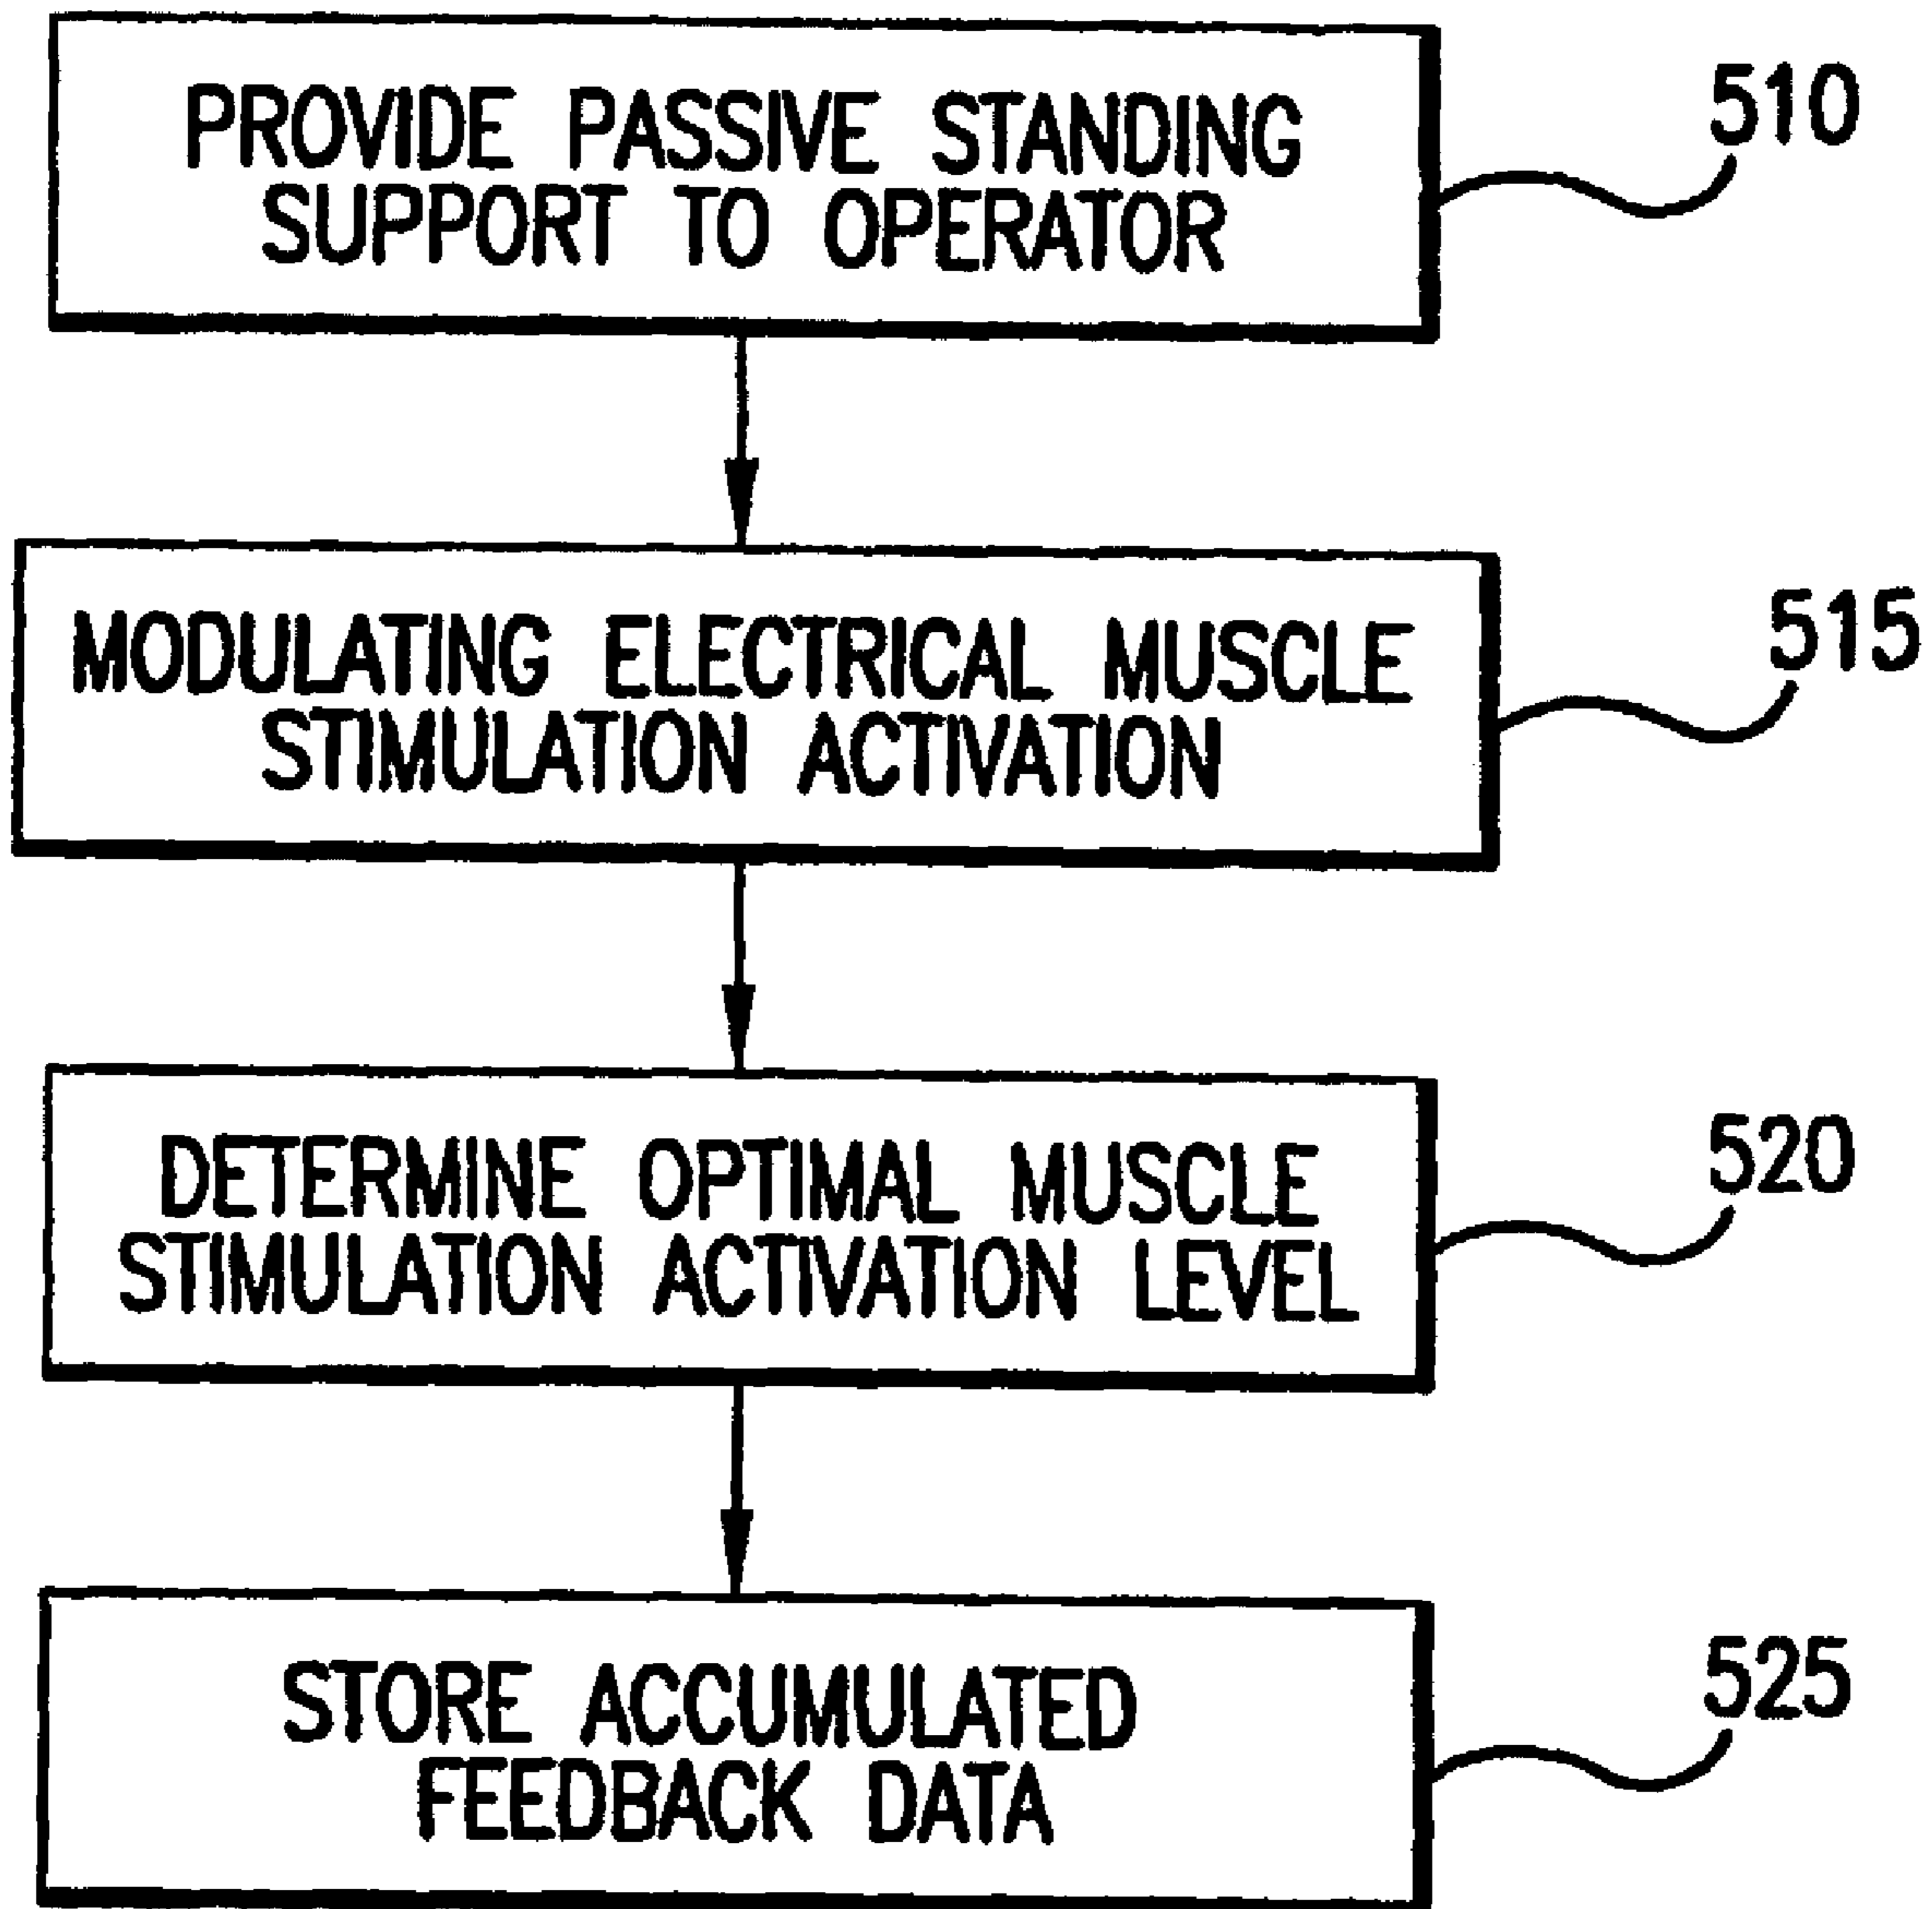 PROVIDE PASSIVE STANDING
SUPPORT TO OPERATOR
510
MODULATING ELECTRICAL MUSCLE
STIMULATION ACTIVATION
515
DETERMINE OPTIMAL MUSCLE
STIMULATION ACTIVATION LEVEL
520
STORE ACCUMULATED
FEEDBACK DATA
525